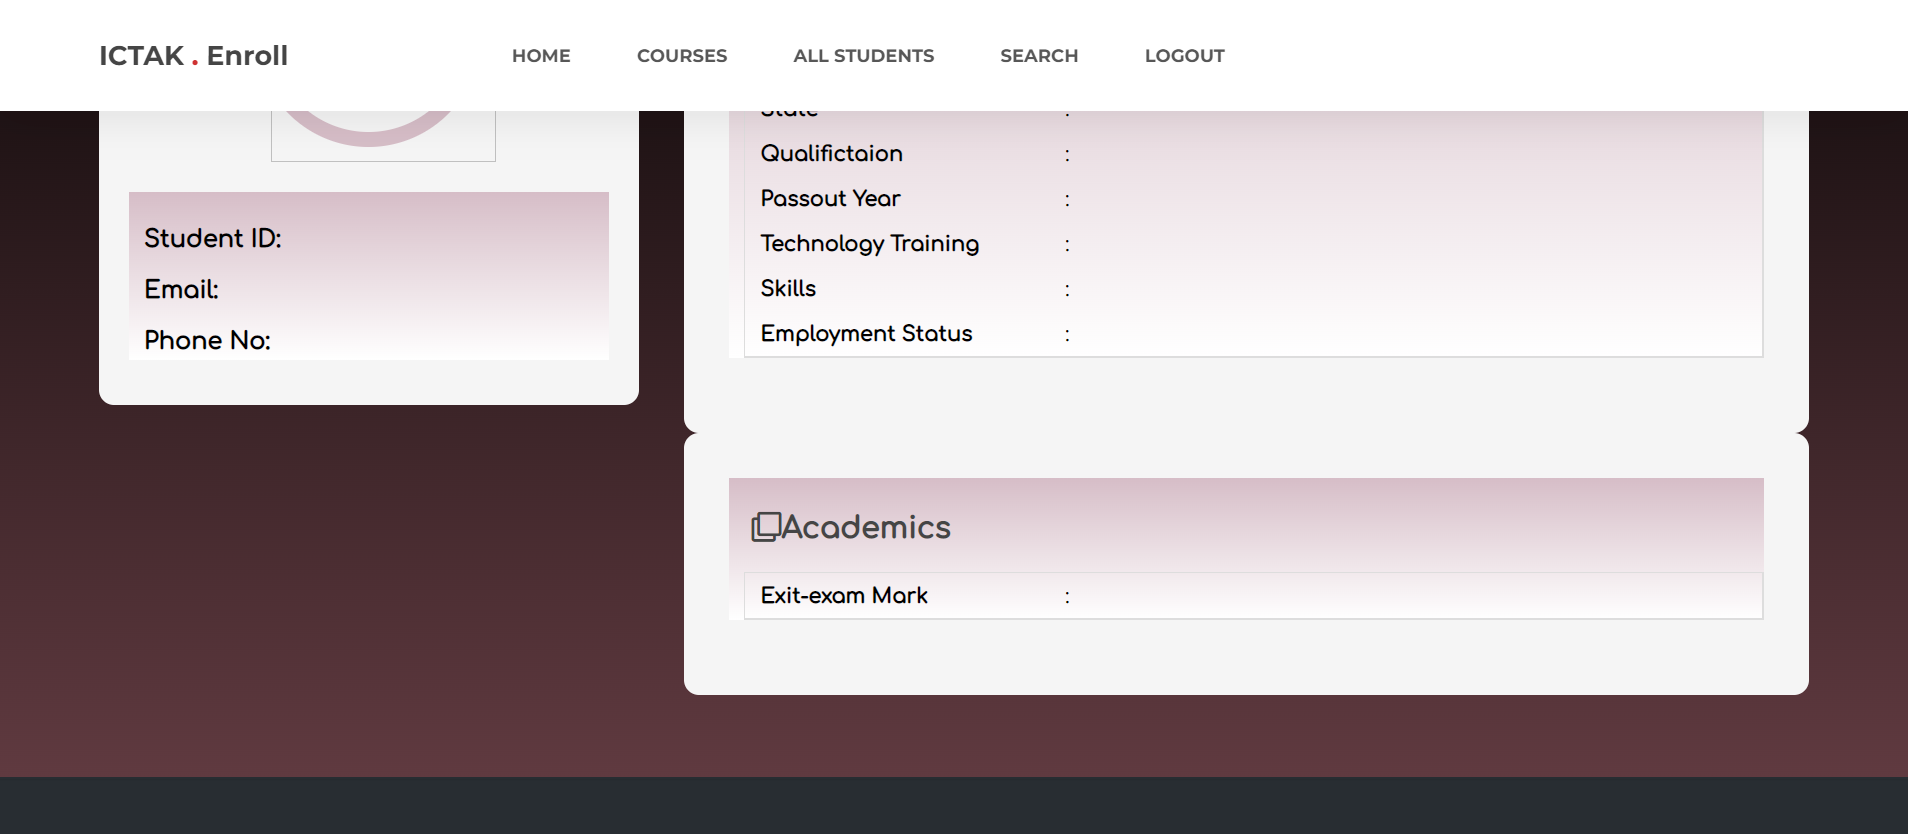 ICTAK . Enroll
HOME
COURSES
ALL STUDENTS
SEARCH
LOGOUT
Student ID:
Email:
Phone No:
State :
Qualifictaion :
Passout Year :
Technology Training :
Skills :
Employment Status :
Academics
Exit-exam Mark :